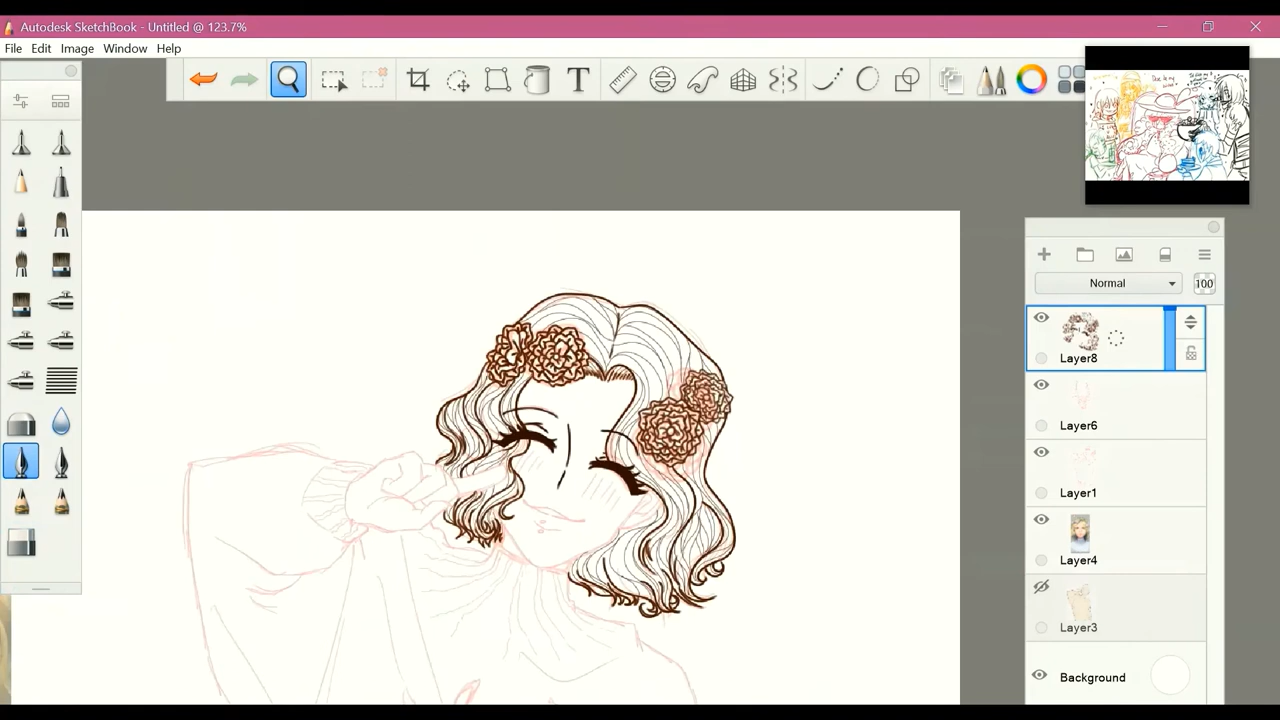 Autodesk SketchBook - Untitled @ 123.7%
File Edit Image Window Help
T
Normal 100
Layer8
Layer6
Layer1
Layer4
Layer3
Background